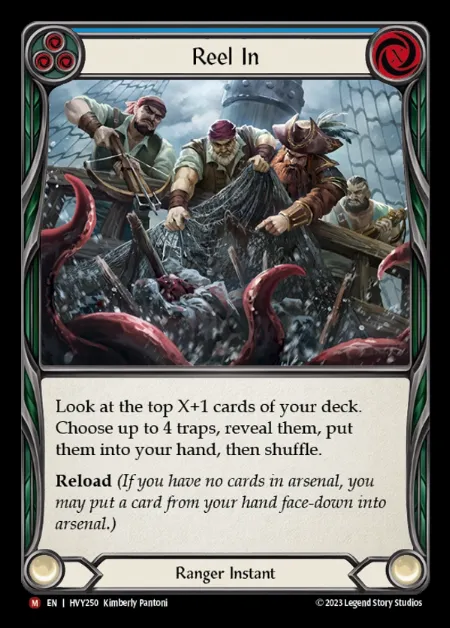 Reel In
X
Look at the top X+1 cards of your deck.
Choose up to 4 traps, reveal them, put
them into your hand, then shuffle.
Reload (If you have no cards in arsenal, you
may put a card from your hand face-down into
arsenal.)
Ranger Instant
M EN | HVY250 Kimberly Pantoni
© 2023 Legend Story Studios